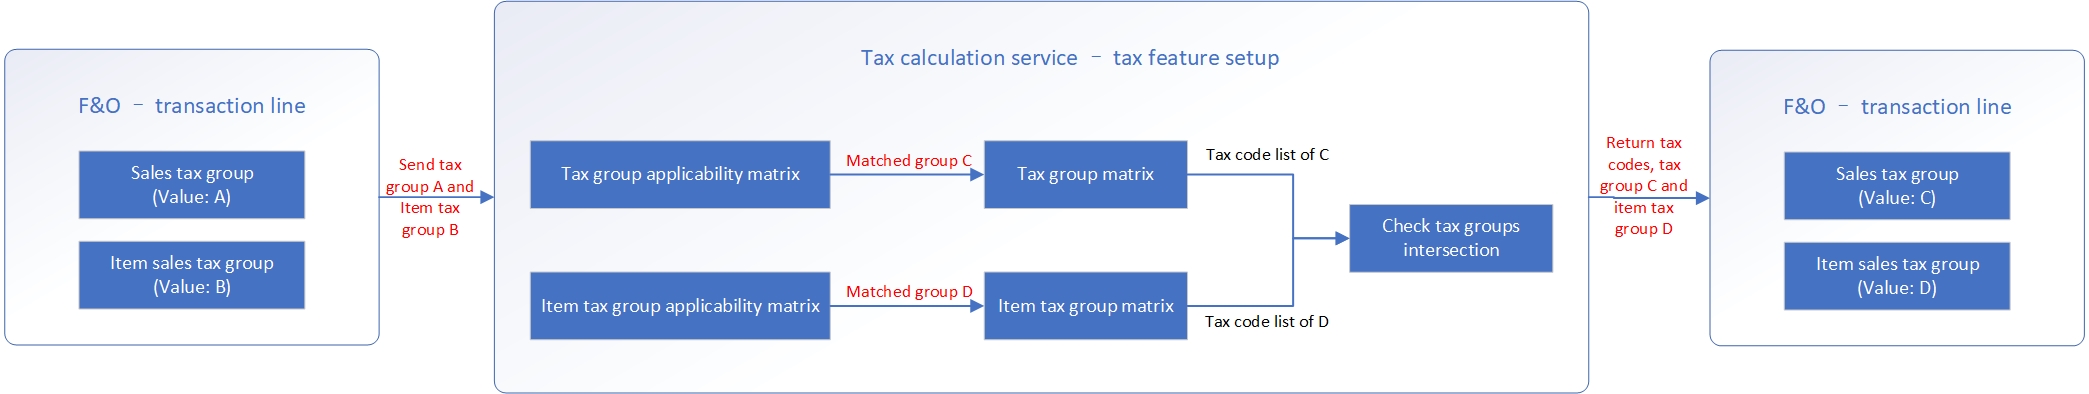 F&O – transaction line
Sales tax group
(Value: A)
Item sales tax group
(Value: B)
Send tax
group A and
Item tax
group B
Tax calculation service – tax feature setup
Tax group applicability matrix
Matched group C
Tax group matrix
Tax code list of C
Item tax group applicability matrix
Matched group D
Item tax group matrix
Tax code list of D
Check tax groups
intersection
Return tax
codes, tax
group C and
item tax
group D
F&O – transaction line
Sales tax group
(Value: C)
Item sales tax group
(Value: D)